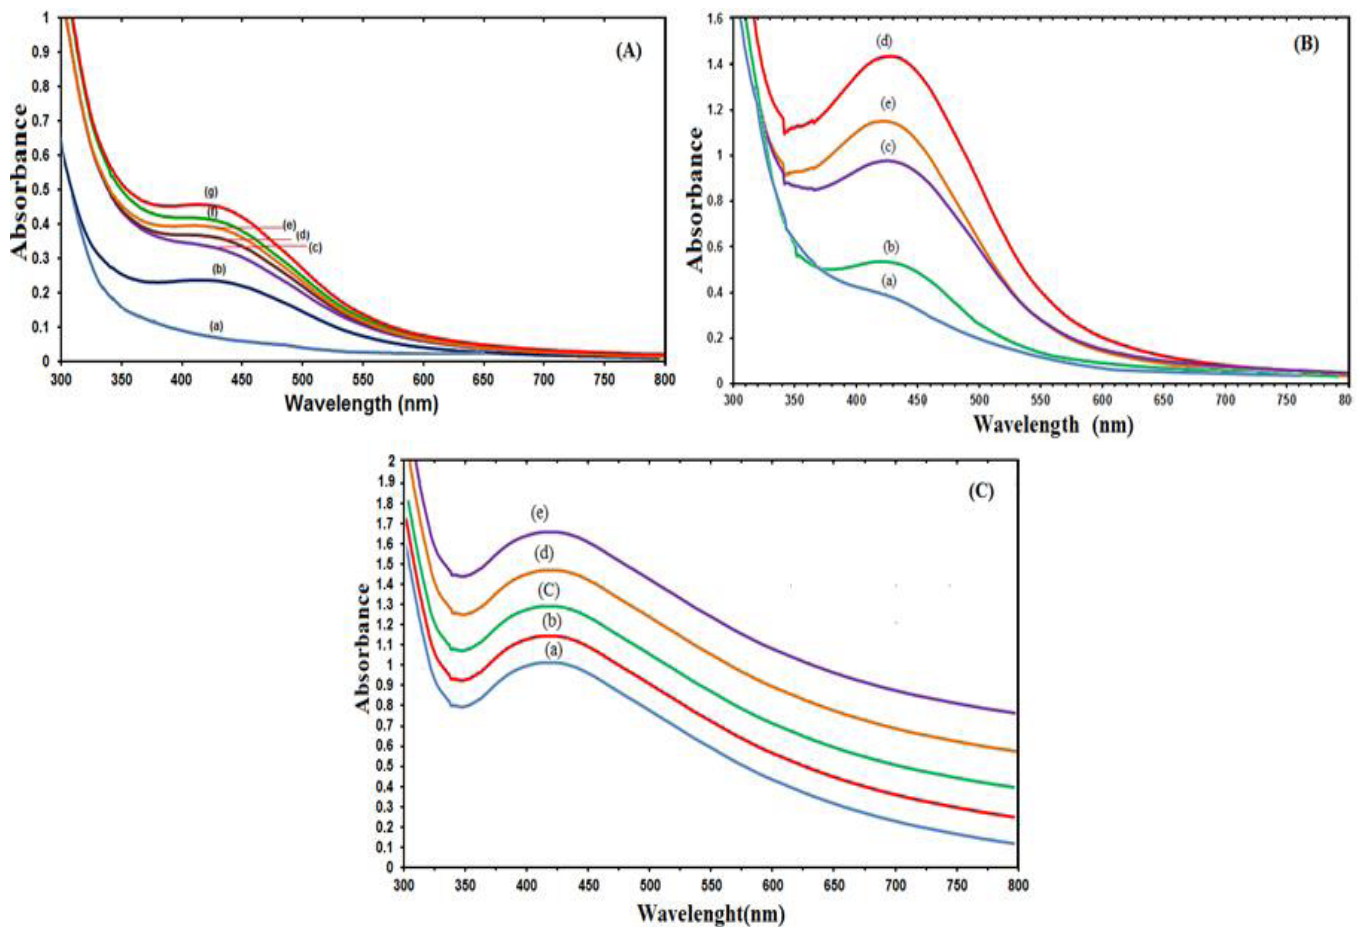 (A)
Absorbance
1
0.9
0.8
0.7
0.6
0.5
0.4
0.3
0.2
0.1
0
(g)
(f)
(e)
(d)
(c)
(b)
(a)
300 350 400 450 500 550 600 650 700 750 800
Wavelength (nm)
(B)
Absorbance
1.6
1.4
1.2
1
0.8
0.6
0.4
0.2
0
(d)
(e)
(c)
(b)
(a)
300 350 400 450 500 550 600 650 700 750 80
Wavelength (nm)
(C)
Absorbance
2
1.9
1.8
1.7
1.6
1.5
1.4
1.3
1.2
1.1
1
0.9
0.8
0.7
0.6
0.5
0.4
0.3
0.2
0.1
0
(e)
(d)
(C)
(b)
(a)
300 350 400 450 500 550 600 650 700 750 800
Wavelenght(nm)